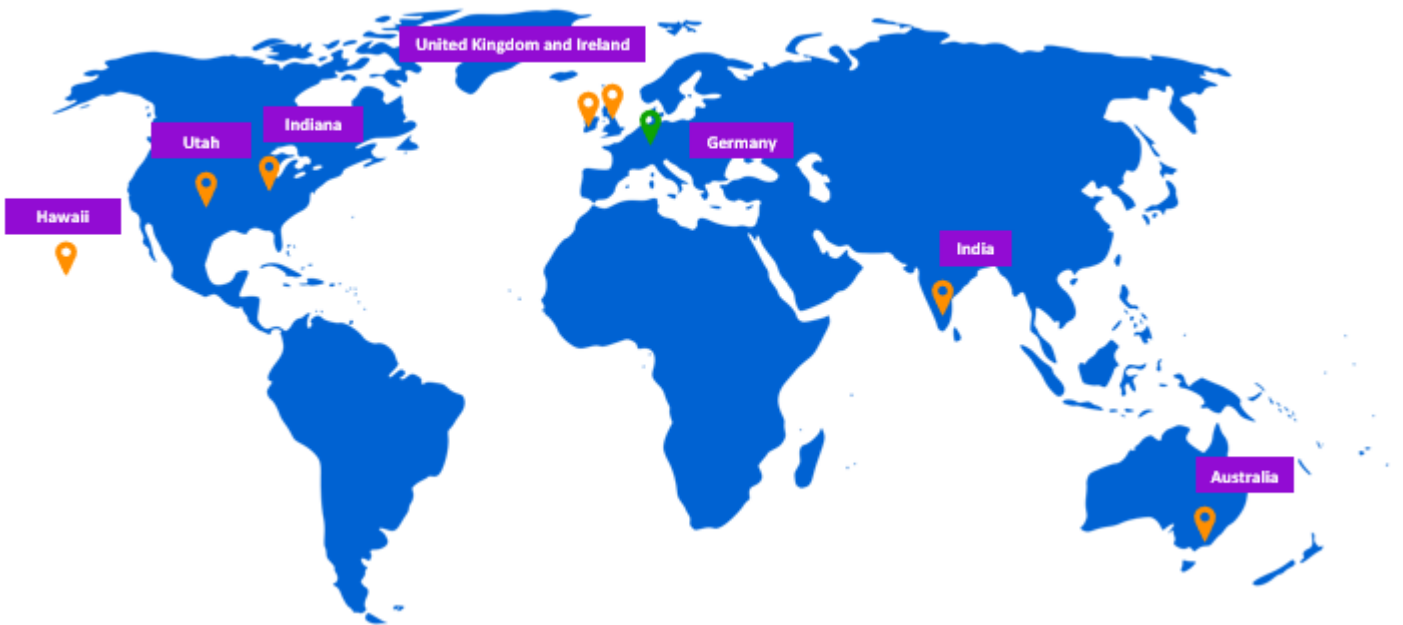 United Kingdom and Ireland
Indiana
Utah
Germany
Hawaii
India
Australia